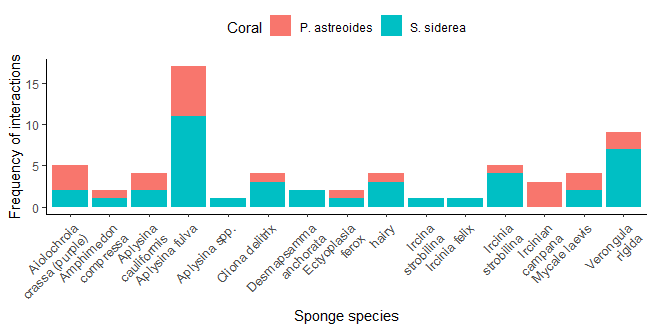 Coral P. astreoides S. siderea
Frequency of interactions
15
10
5
0
Aiolochroia
crassa (purple)
Amphimedon
compressa
Aplysina
cauliformis
Aplysina fulva
Aplysina spp.
Cliona delitrix
Desmapsamma
anchorata
Ectyoplasia
ferox
hairy
Ircina
strobilina
Ircinia felix
Ircinia
strobilina
Ircinian
campana
Mycale laevis
Verongula
rigida
Sponge species